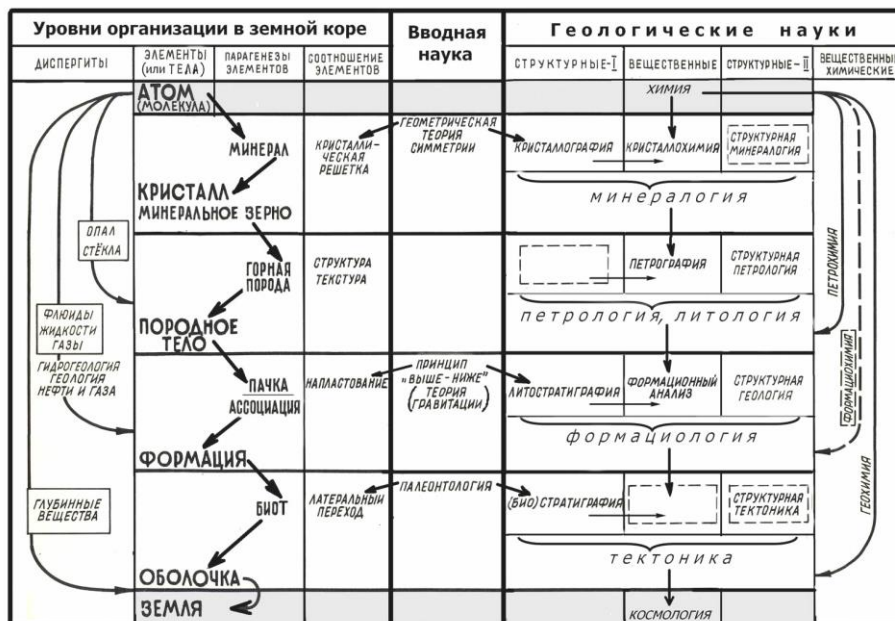 Уровни организации в земной коре
Вводная
наука
Геологические науки
ДИСПЕРГИТЫ
ЭЛЕМЕНТЫ
(или ТЕЛА)
ПАРАГЕНЕЗЫ
ЭЛЕМЕНТОВ
СООТНОШЕНИЕ
ЭЛЕМЕНТОВ
СТРУКТУРНЫЕ-I
ВЕЩЕСТВЕННЫЕ
СТРУКТУРНЫЕ-III
ВЕЩЕСТВЕННЫЕ
ХИМИЧЕСКИЕ
АТОМ
(МОЛЕКУЛА)
ХИМИЯ
МИНЕРАЛ
КРИСТАЛЛИ-
ЧЕСКАЯ
РЕШЕТКА
ГЕОМЕТРИЧЕСКАЯ
ТЕОРИЯ
СИММЕТРИИ
КРИСТАЛЛОГРАФИЯ
КРИСТАЛЛОХИМИЯ
СТРУКТУРНАЯ
МИНЕРАЛОГИЯ
КРИСТАЛЛ
МИНЕРАЛЬНОЕ ЗЕРНО
минералогия
ОПАЛ
СТЁКЛА
ГОРНАЯ
ПОРОДА
СТРУКТУРА
ТЕКСТУРА
ПЕТРОГРАФИЯ
СТРУКТУРНАЯ
ПЕТРОЛОГИЯ
ПЕТРОХИМИЯ
ФЛЮИДЫ
ЖИДКОСТИ
ГАЗЫ
ПОРОДНОЕ
ТЕЛО
петрология, литология
ГИДРОГЕОЛОГИЯ
ГЕОЛОГИЯ
НЕФТИ И ГАЗА
ПАЧКА
АССОЦИАЦИЯ
НАПЛАСТОВАНИЕ
ПРИНЦИП
"ВЫШЕ-НИЖЕ"
(ТЕОРИЯ
ГРАВИТАЦИИ)
ЛИТОСТРАТИГРАФИЯ
ФОРМАЦИОННЫЙ
АНАЛИЗ
СТРУКТУРНАЯ
ГЕОЛОГИЯ
ФОРМАЦИОХИМИЯ
ФОРМАЦИЯ
формациология
ГЛУБИННЫЕ
ВЕЩЕСТВА
БИОТ
ЛАТЕРАЛЬНЫЙ
ПЕРЕХОД
ПАЛЕОНТОЛОГИЯ
(БИО)СТРАТИГРАФИЯ
СТРУКТУРНАЯ
ТЕКТОНИКА
ГЕОХИМИЯ
ОБОЛОЧКА
тектоника
ЗЕМЛЯ
КОСМОЛОГИЯ